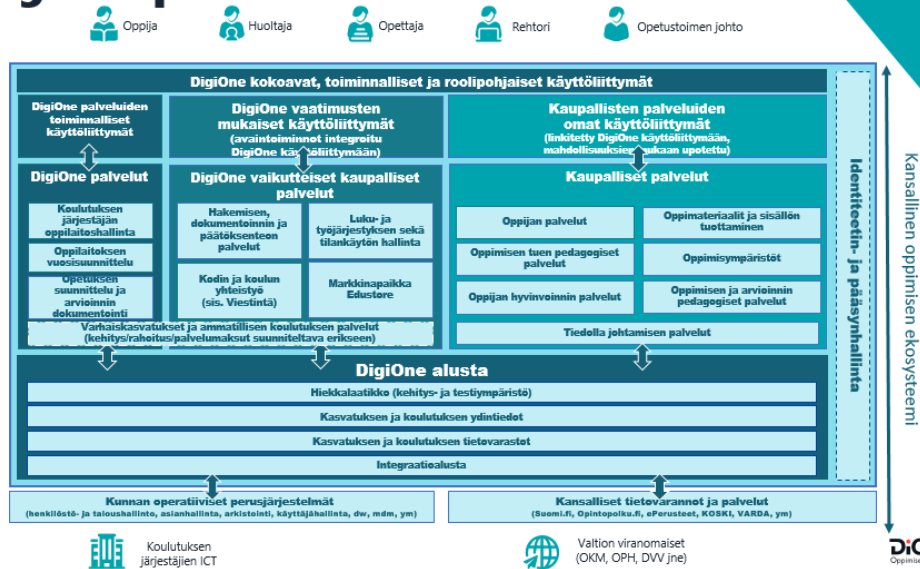 Oppija
Huoltaja
Opettaja
Rehtori
Opetustoimen johto
DigiOne kokoavat, toiminnalliset ja roolipohjaiset käyttöliittymät
DigiOne palveluiden
toiminnalliset
käyttöliittymät
DigiOne vaatimusten
mukaiset käyttöliittymät
(avaintoiminnot integroitu
DigiOne käyttöliittymään)
Kaupallisten palveluiden
omat käyttöliittymät
(linkitetty DigiOne käyttöliittymään,
mahdollisuuksien mukaan upotettu)
DigiOne palvelut
Koulutuksen
järjestäjän
oppilaitoshallinta
Oppilaitoksen
vuosisuunnittelu
Opetuksen
suunnittelu ja
arvioinnin
dokumentointi
DigiOne vaikutteiset kaupalliset
palvelut
Hakemisen,
dokumentoinnin ja
päätöksenteon
palvelut
Luku- ja
työjärjestyksen sekä
tilankäytön hallinta
Kodin ja koulun
yhteistyö
(sis. Viestintä)
Markkinapaikka
Edustore
Varhaiskasvatukset ja ammatillisen koulutuksen palvelut
(kehitys/rahoitus/palvelumaksut suunniteltava erikseen)
Kaupalliset palvelut
Oppijan palvelut
Oppimateriaalit ja sisällön
tuottaminen
Oppimisen tuen pedagogiset
palvelut
Oppimisympäristöt
Oppijan hyvinvoinnin palvelut
Oppimisen ja arvioinnin
pedagogiset palvelut
Tiedolla johtamisen palvelut
DigiOne alusta
Hiekkalaatikko (kehitys- ja testiympäristö)
Kasvatuksen ja koulutuksen ydintiedot
Kasvatuksen ja koulutuksen tietovarastot
Integraatioalusta
Identiteetin- ja pääsynhallinta
Kansallinen oppimisen ekosysteemi
Kunnan operatiiviset perusjärjestelmät
(henkilöstö- ja taloushallinto, asianhallinta, arkistointi, käyttäjähallinta, dw, mdm, ym)
Kansalliset tietovarannot ja palvelut
(Suomi.fi, Opintopolku.fi, ePerusteet, KOSKI, VARDA, ym)
Koulutuksen
järjestäjien ICT
Valtion viranomaiset
(OKM, OPH, DVV jne)